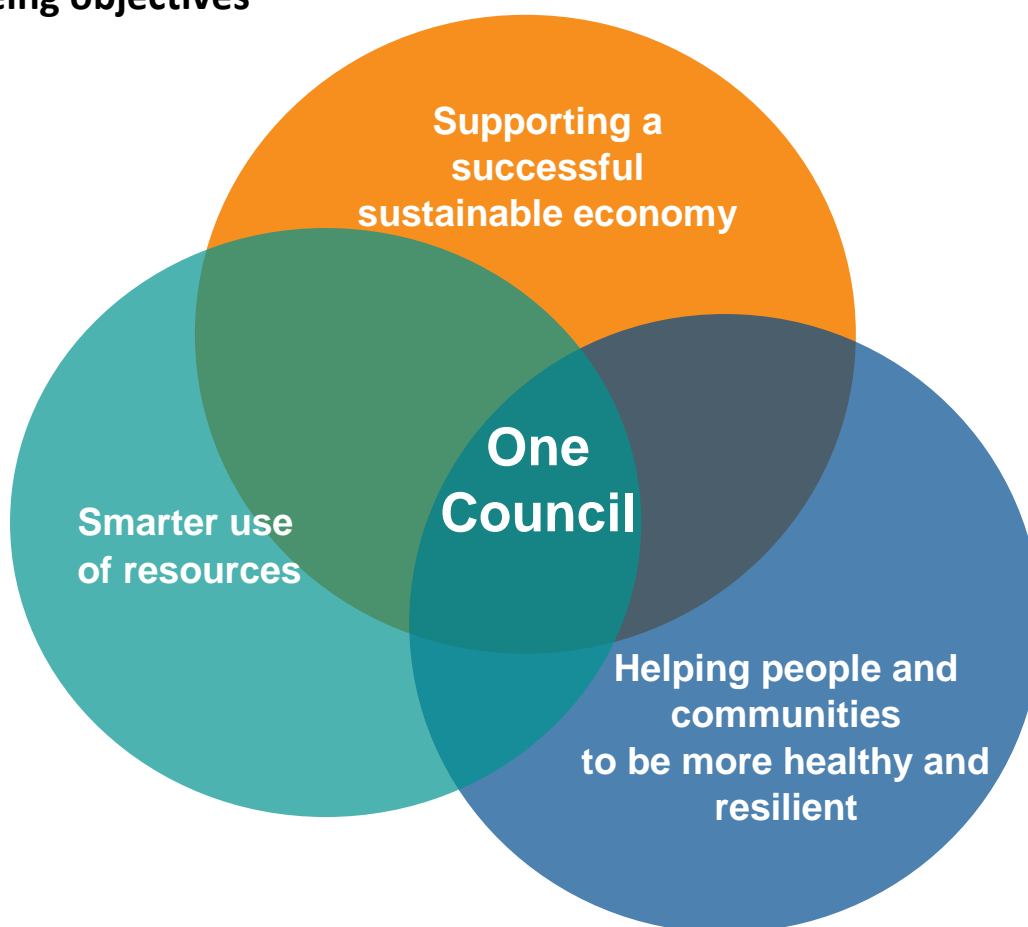 objectives
Supporting a
successful
sustainable economy
One
Council
Smarter use
of resources
Helping people and
communities
to be more healthy and
resilient